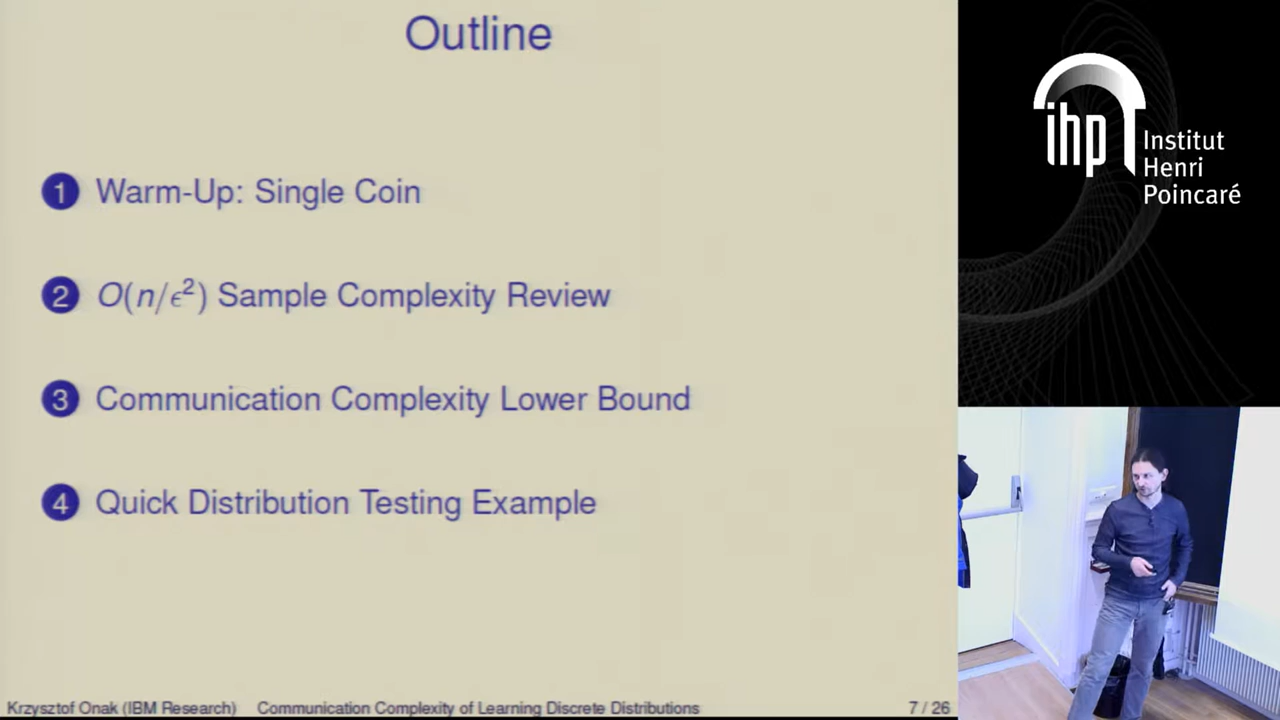 Outline
1 Warm-Up: Single Coin
2 O(n/ϵ²) Sample Complexity Review
3 Communication Complexity Lower Bound
4 Quick Distribution Testing Example
Krzysztof Onak (IBM Research) Communication Complexity of Learning Discrete Distributions 7 / 26
ihp
Institut
Henri
Poincaré